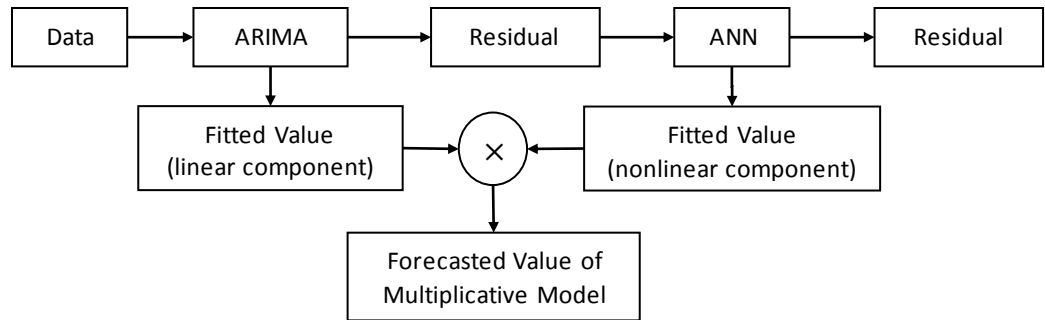 Data
ARIMA
Residual
ANN
Residual
Fitted Value
(linear component)
×
Fitted Value
(nonlinear component)
Forecasted Value of
Multiplicative Model